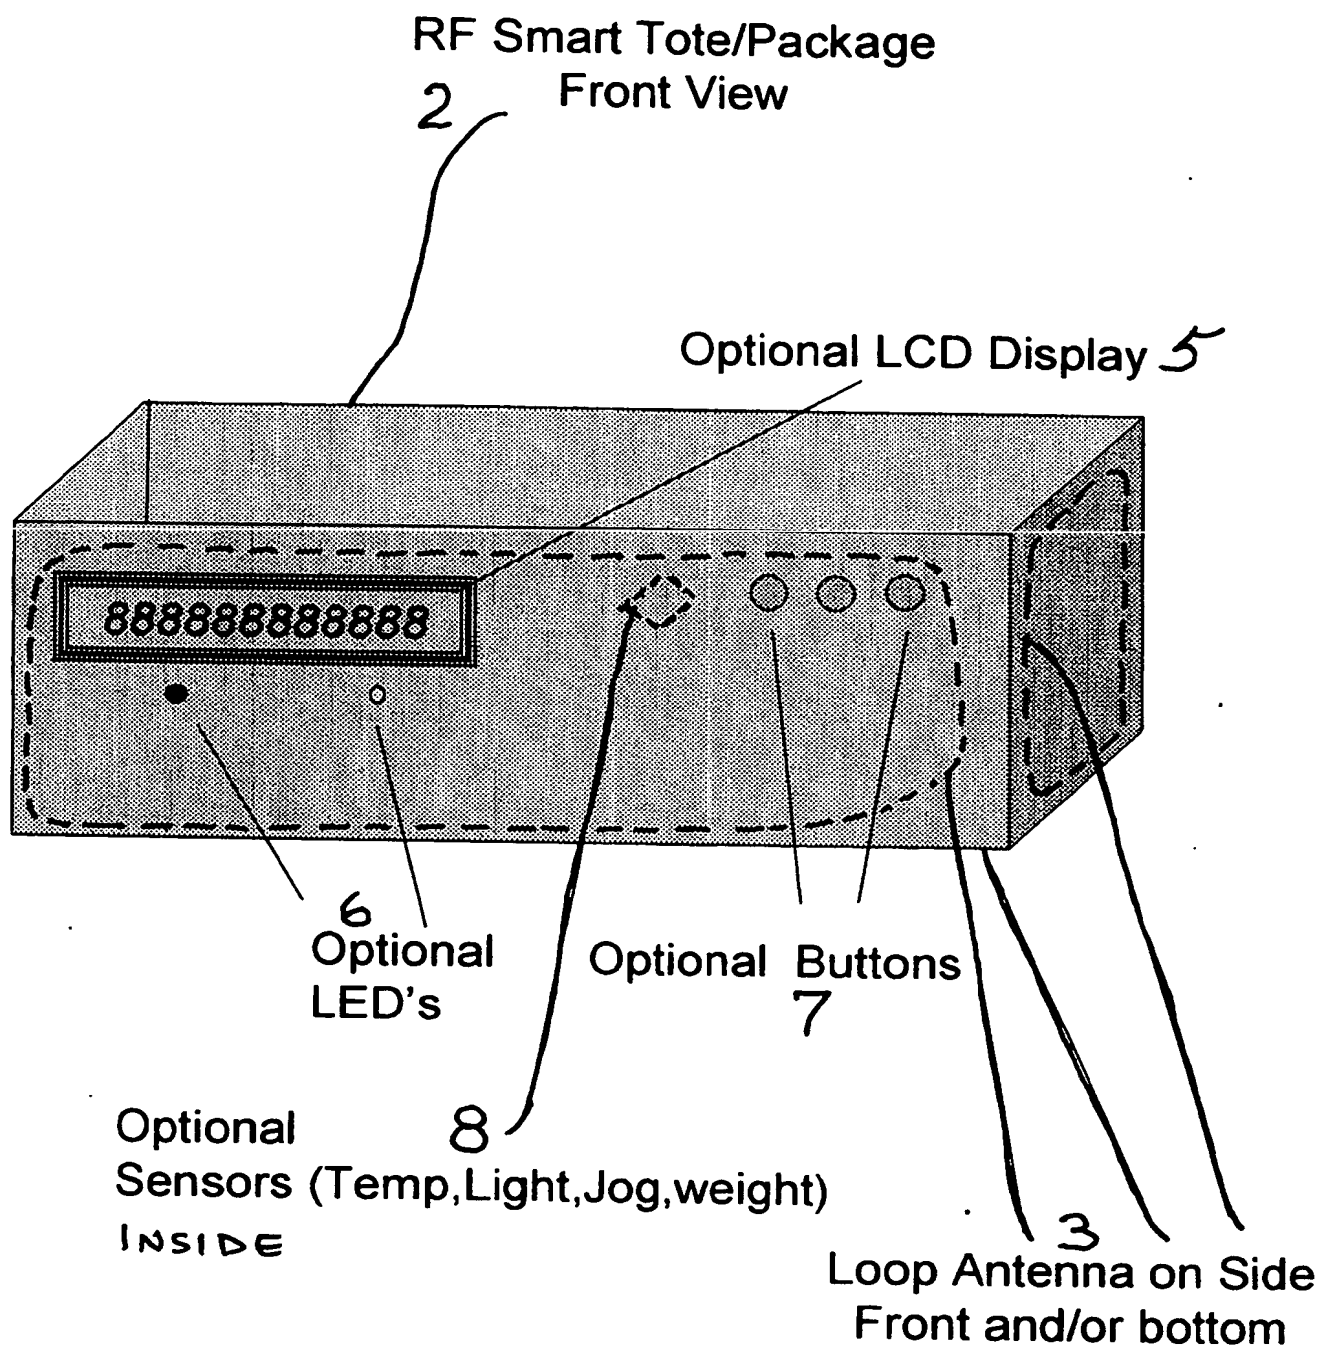 RF Smart Tote/Package
Front View
2
Optional LCD Display 5
888888888888
6
Optional
LED's
Optional Buttons
7
Optional
8
Sensors (Temp,Light,Jog,weight)
INSIDE
3
Loop Antenna on Side
Front and/or bottom